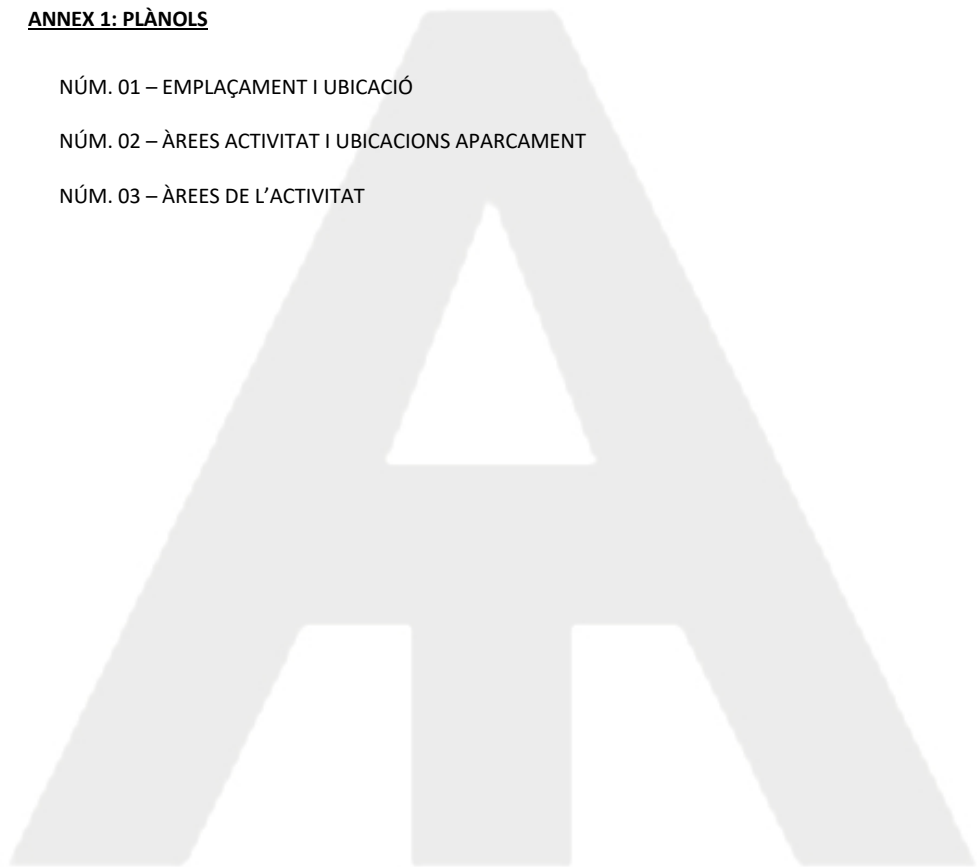 ANNEX 1: PLÀNOLS
NÚM. 01 – EMPLAÇAMENT I UBICACIÓ
NÚM. 02 – ÀREES ACTIVITAT I UBICACIONS APARCAMENT
NÚM. 03 – ÀREES DE L’ACTIVITAT